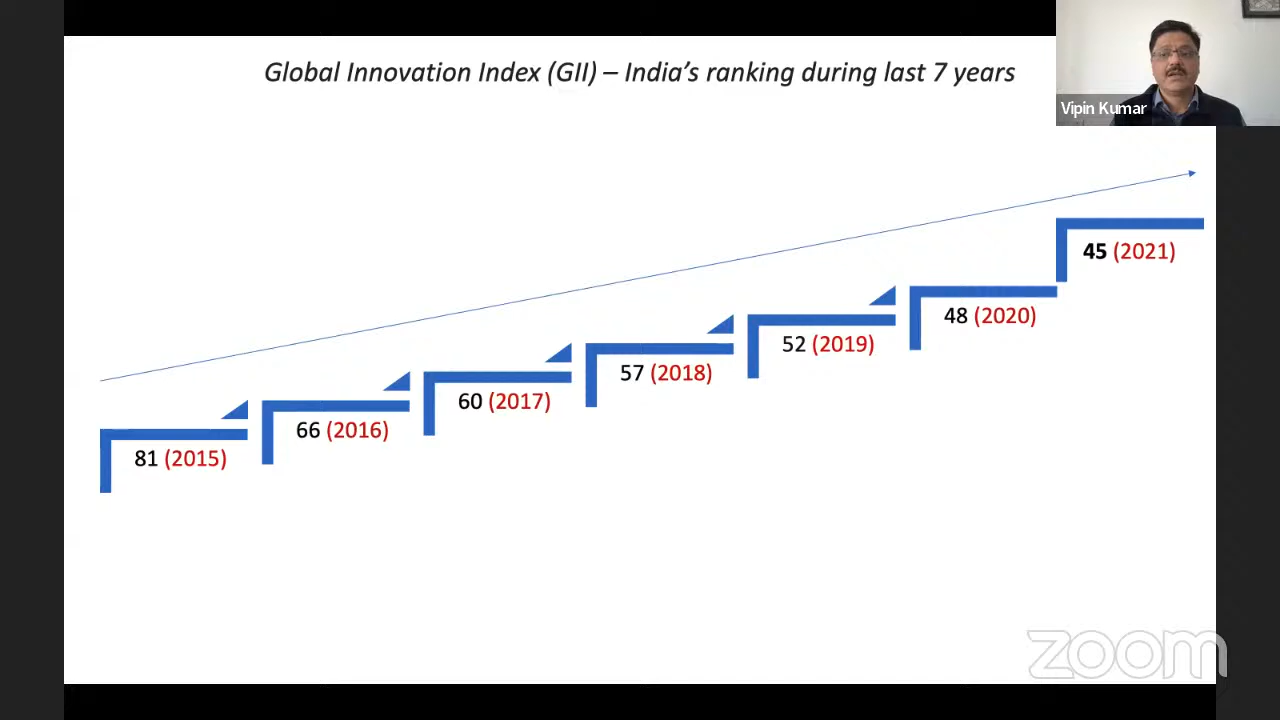 Global Innovation Index (GII) – India’s ranking during last 7 years
Vipin Kumar
45 (2021)
48 (2020)
52 (2019)
57 (2018)
60 (2017)
66 (2016)
81 (2015)
zoom